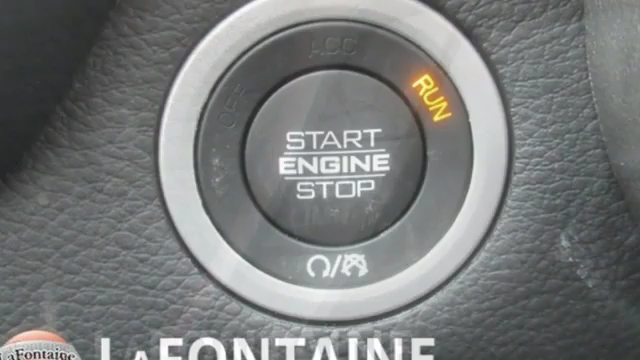 ACC
OFF
RUN
START
ENGINE
STOP
LaFontaine
LAFONTAINE